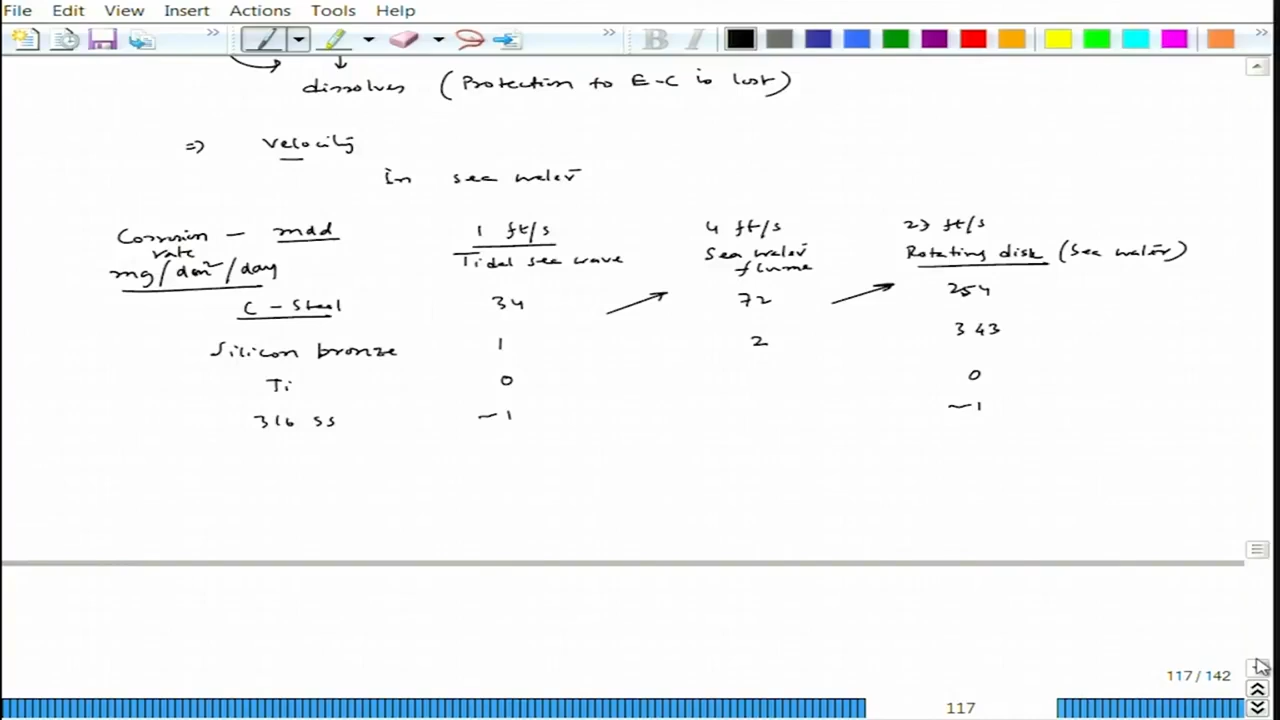 File Edit View Insert Actions Tools Help
dissolves (Protection to E-C is lost)
⇒ velocity
In sea water
Corrosion rate - mdd
mg/dm²/day
1 ft/s 4 ft/s 27 ft/s
Tidal sea wave Sea water flume Rotating disk (Sea water)
C-Steel 34 72 254
Silicon bronze 1 2 343
Ti 0 0
316 SS ~1 ~1
117 / 142
117